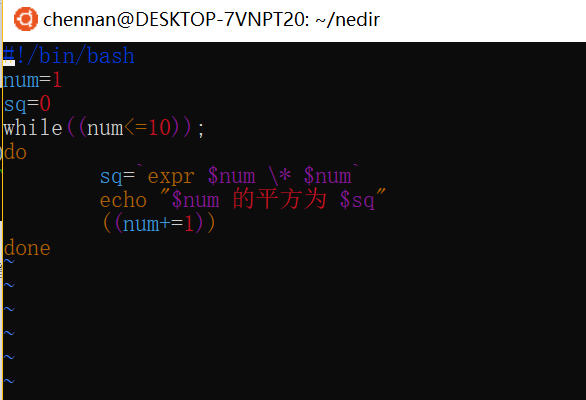 chennan@DESKTOP-7VNPT20: ~/nedir
#!/bin/bash
num=1
sq=0
while((num<=10));
do
sq=`expr $num \* $num`
echo "$num 的平方为 $sq"
((num+=1))
done
~
~
~
~
~
~